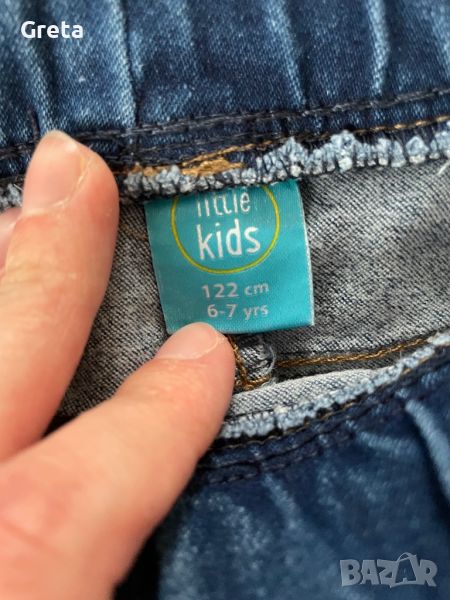 Greta
little
kids
122 cm
6-7 yrs
BAZAR